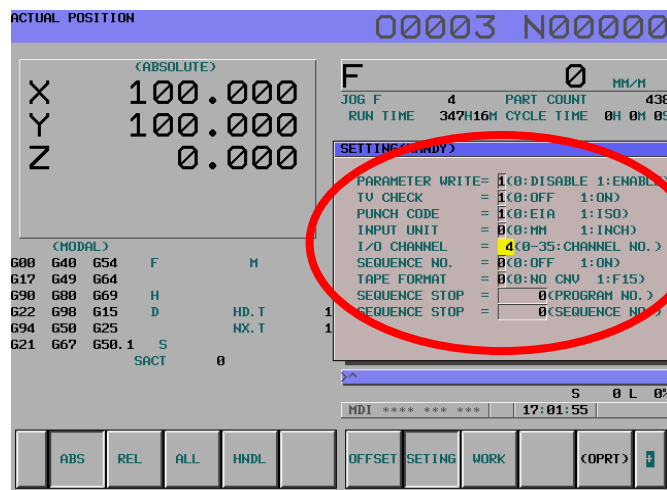 ACTUAL POSITION
O0003 N00000
(ABSOLUTE)
X 100.000
Y 100.000
Z 0.000
F 0 MM/M
JOG F 4 PART COUNT 438
RUN TIME 347H16M CYCLE TIME 0H 0M 0S
SETTING(HANDY)
PARAMETER WRITE= 1(0:DISABLE 1:ENABLE)
TV CHECK = 1(0:OFF 1:ON)
PUNCH CODE = 1(0:EIA 1:ISO)
INPUT UNIT = 0(0:MM 1:INCH)
I/O CHANNEL = 4(0-35:CHANNEL NO.)
SEQUENCE NO. = 0(0:OFF 1:ON)
TAPE FORMAT = 0(0:NO CNV 1:F15)
SEQUENCE STOP = 0(PROGRAM NO.)
SEQUENCE STOP = 0(SEQUENCE NO.)
(MODAL)
G00 G40 G54 F M
G17 G49 G64
G90 G80 G69 H
G22 G98 G15 D HD.T 1
G94 G50 G25 NX.T 1
G21 G67 G50.1 S
SACT 0
>^
S 0 L 0%
MDI **** *** *** 17:01:55
ABS REL ALL HNDL OFFSET SETING WORK (OPRT) +